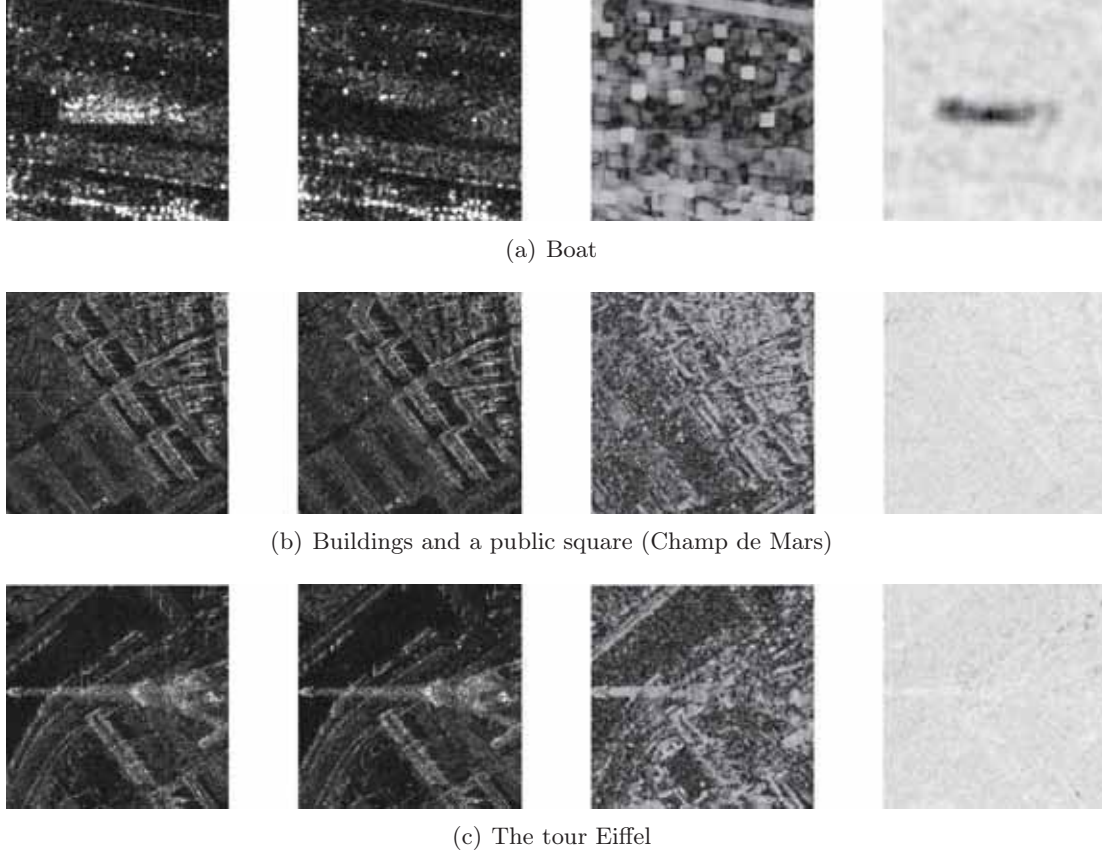 (a) Boat
(b) Buildings and a public square (Champ de Mars)
(c) The tour Eiffel